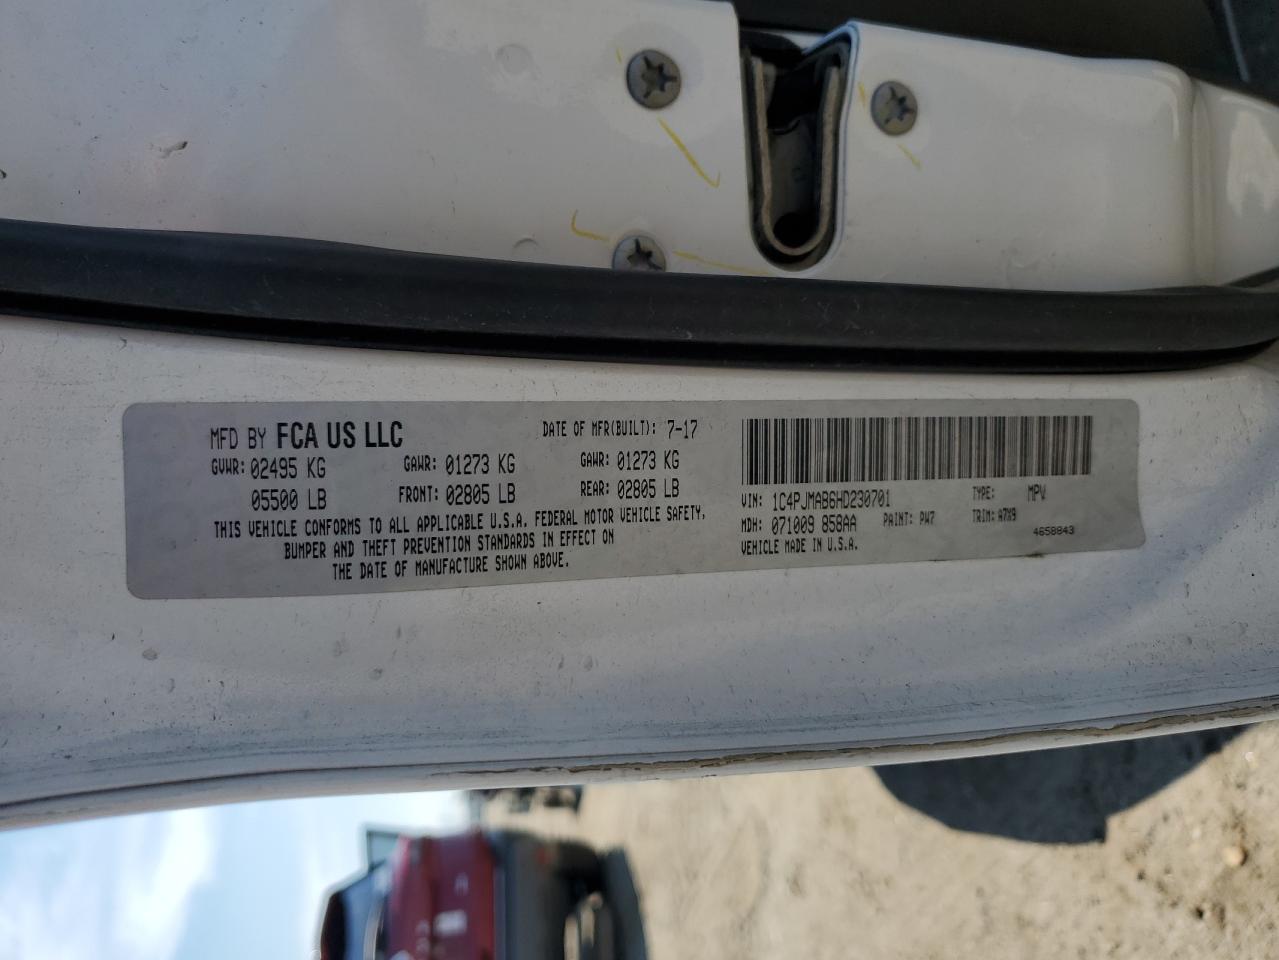 MFD BY FCA US LLC DATE OF MFR(BUILT): 7-17
GVWR: 02495 KG GAWR: 01273 KG GAWR: 01273 KG
05500 LB FRONT: 02805 LB REAR: 02805 LB
THIS VEHICLE CONFORMS TO ALL APPLICABLE U.S.A. FEDERAL MOTOR VEHICLE SAFETY,
BUMPER AND THEFT PREVENTION STANDARDS IN EFFECT ON
THE DATE OF MANUFACTURE SHOWN ABOVE.
VIN: 1C4PJMAB6HD230701 TYPE: MPV
MDH: 071009 858AA PAINT: PW7 TRIM: A7X9
VEHICLE MADE IN U.S.A. 4658843